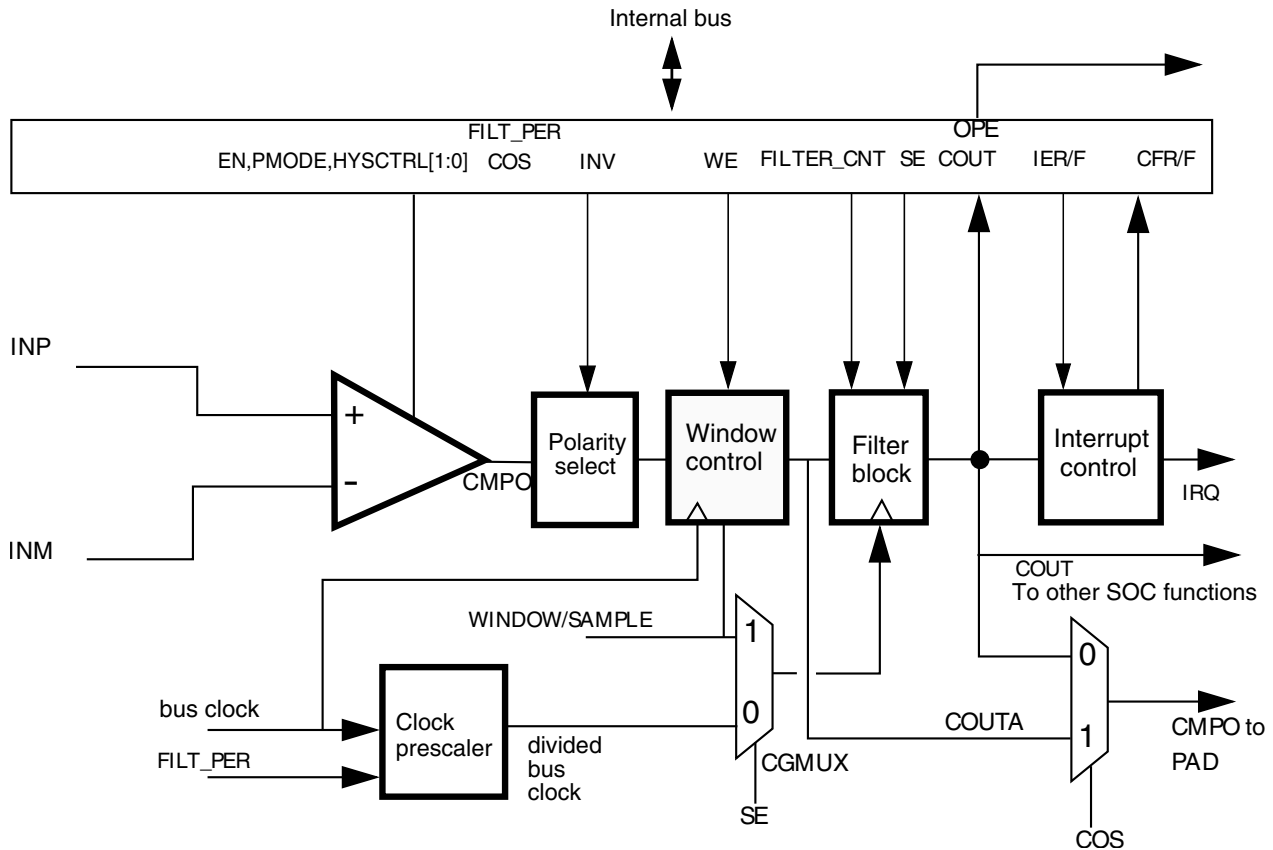 Internal bus
FILT_PER
OPE
EN,PMODE,HYSCTRL[1:0] COS INV WE FILTER_CNT SE COUT IER/F CFR/F
INP
+
-
INM
CMPO
Polarity
select
Window
control
Filter
block
Interrupt
control
IRQ
COUT
To other SOC functions
WINDOW/SAMPLE
1
0
bus clock
FILT_PER
Clock
prescaler
divided
bus
clock
CGMUX
SE
COUTA
0
1
CMPO to
PAD
COS